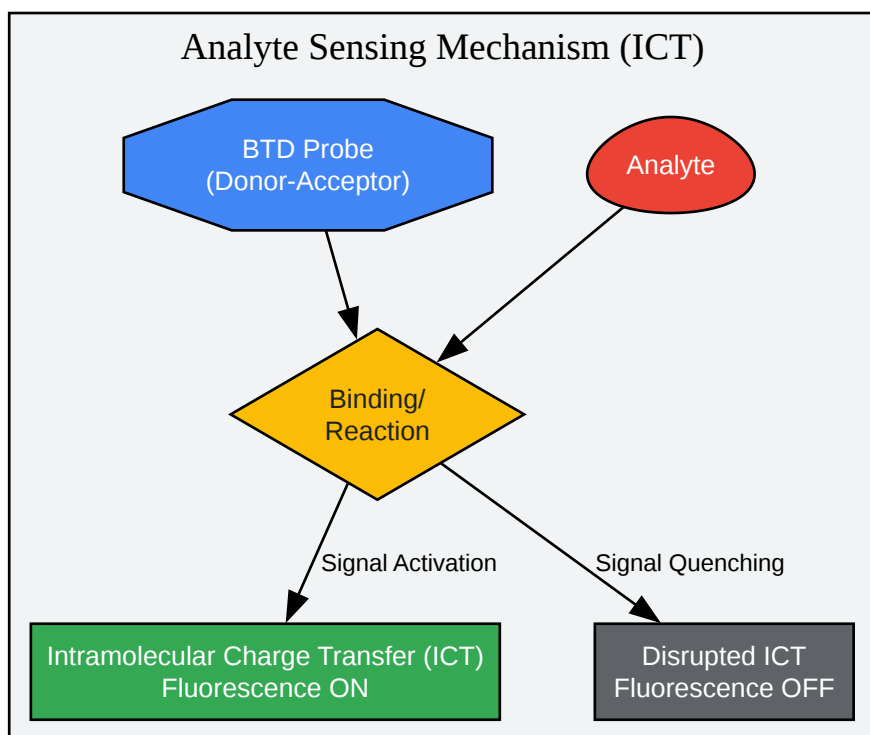 Analyte Sensing Mechanism (ICT)
BTD Probe
(Donor-Acceptor)
Analyte
Binding/
Reaction
Signal Activation
Signal Quenching
Intramolecular Charge Transfer (ICT)
Fluorescence ON
Disrupted ICT
Fluorescence OFF